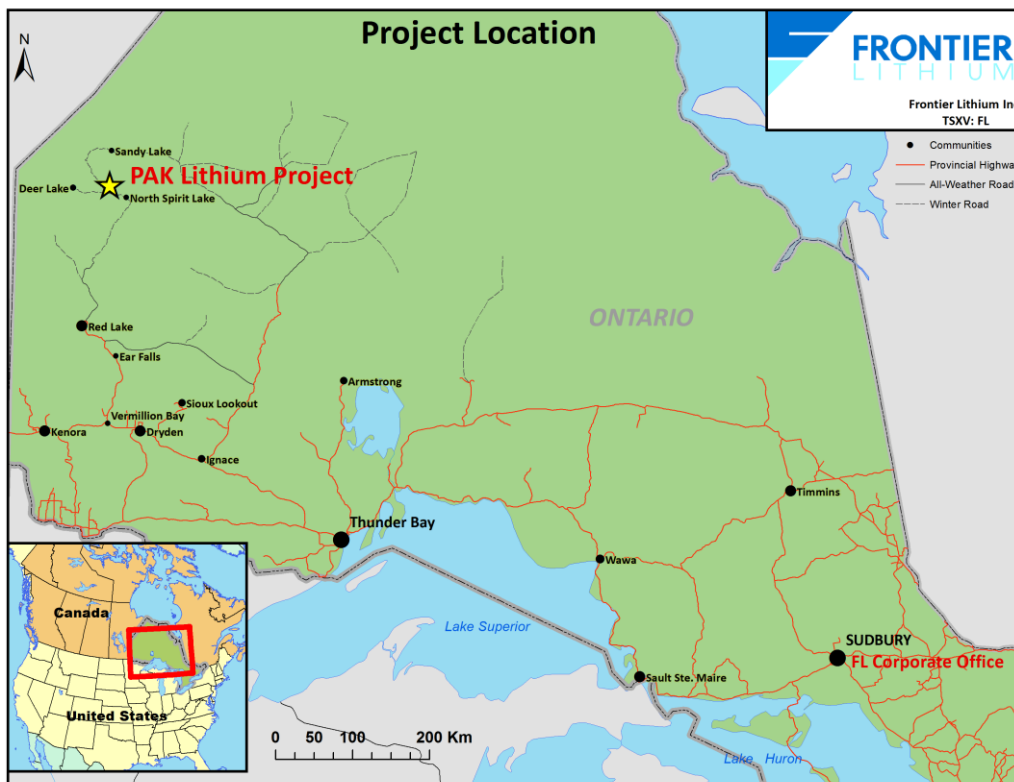 Project Location
N
FRONTIER
LITHIUM
Frontier Lithium Inc
TSXV: FL
Communities
Provincial Highway
All-Weather Road
Winter Road
Sandy Lake
PAK Lithium Project
Deer Lake
North Spirit Lake
ONTARIO
Red Lake
Ear Falls
Armstrong
Sioux Lookout
Vermillion Bay
Kenora
Dryden
Ignace
Timmins
Thunder Bay
Wawa
Lake Superior
SUDBURY
FL Corporate Office
Sault Ste. Maire
Canada
United States
0 50 100 200 Km
Lake Huron